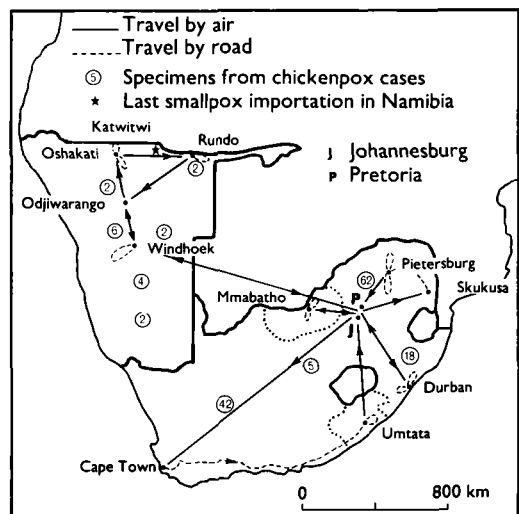 Travel by air
Travel by road
5 Specimens from chickenpox cases
★ Last smallpox importation in Namibia
Katwitwi
Rundo
Oshakati
J Johannesburg
P Pretoria
2
2
Odjiwarango
6
2
Windhoek
4
2
Pietersburg
62
Skukusa
Mmabatho
P
J
5
18
42
Durban
Umtata
Cape Town
0 800 km